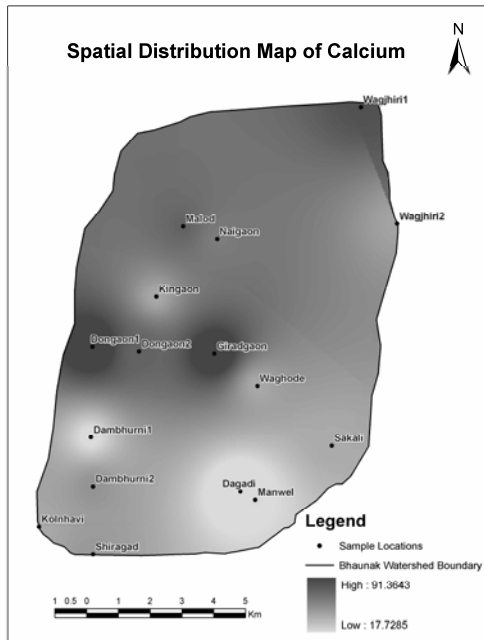 N
Spatial Distribution Map of Calcium
Wagjhiri1
Wagjhiri2
Malod
Naigaon
Kingaon
Dongaon1
Dongaon2
Giradgaon
Waghode
Dambhurni1
Sakali
Dambhurni2
Dagadi
Manwel
Kolnhavi
Shiragad
Legend
Sample Locations
Bhaunak Watershed Boundary
High : 91.3643
Low : 17.7285
1 0.5 0 1 2 3 4 5
Km